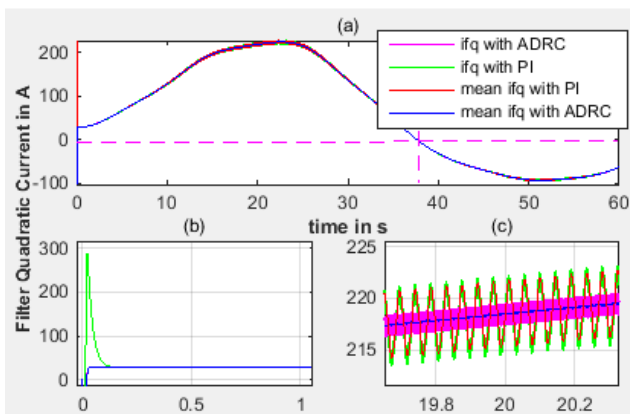 (a)
200
100
0
-100
ifq with ADRC
ifq with PI
mean ifq with PI
mean ifq with ADRC
0 10 20 30 40 50 60
time in s
Filter Quadratic Current in A
(b)
300
200
100
0
0 0.5 1
(c)
225
220
215
19.8 20 20.2